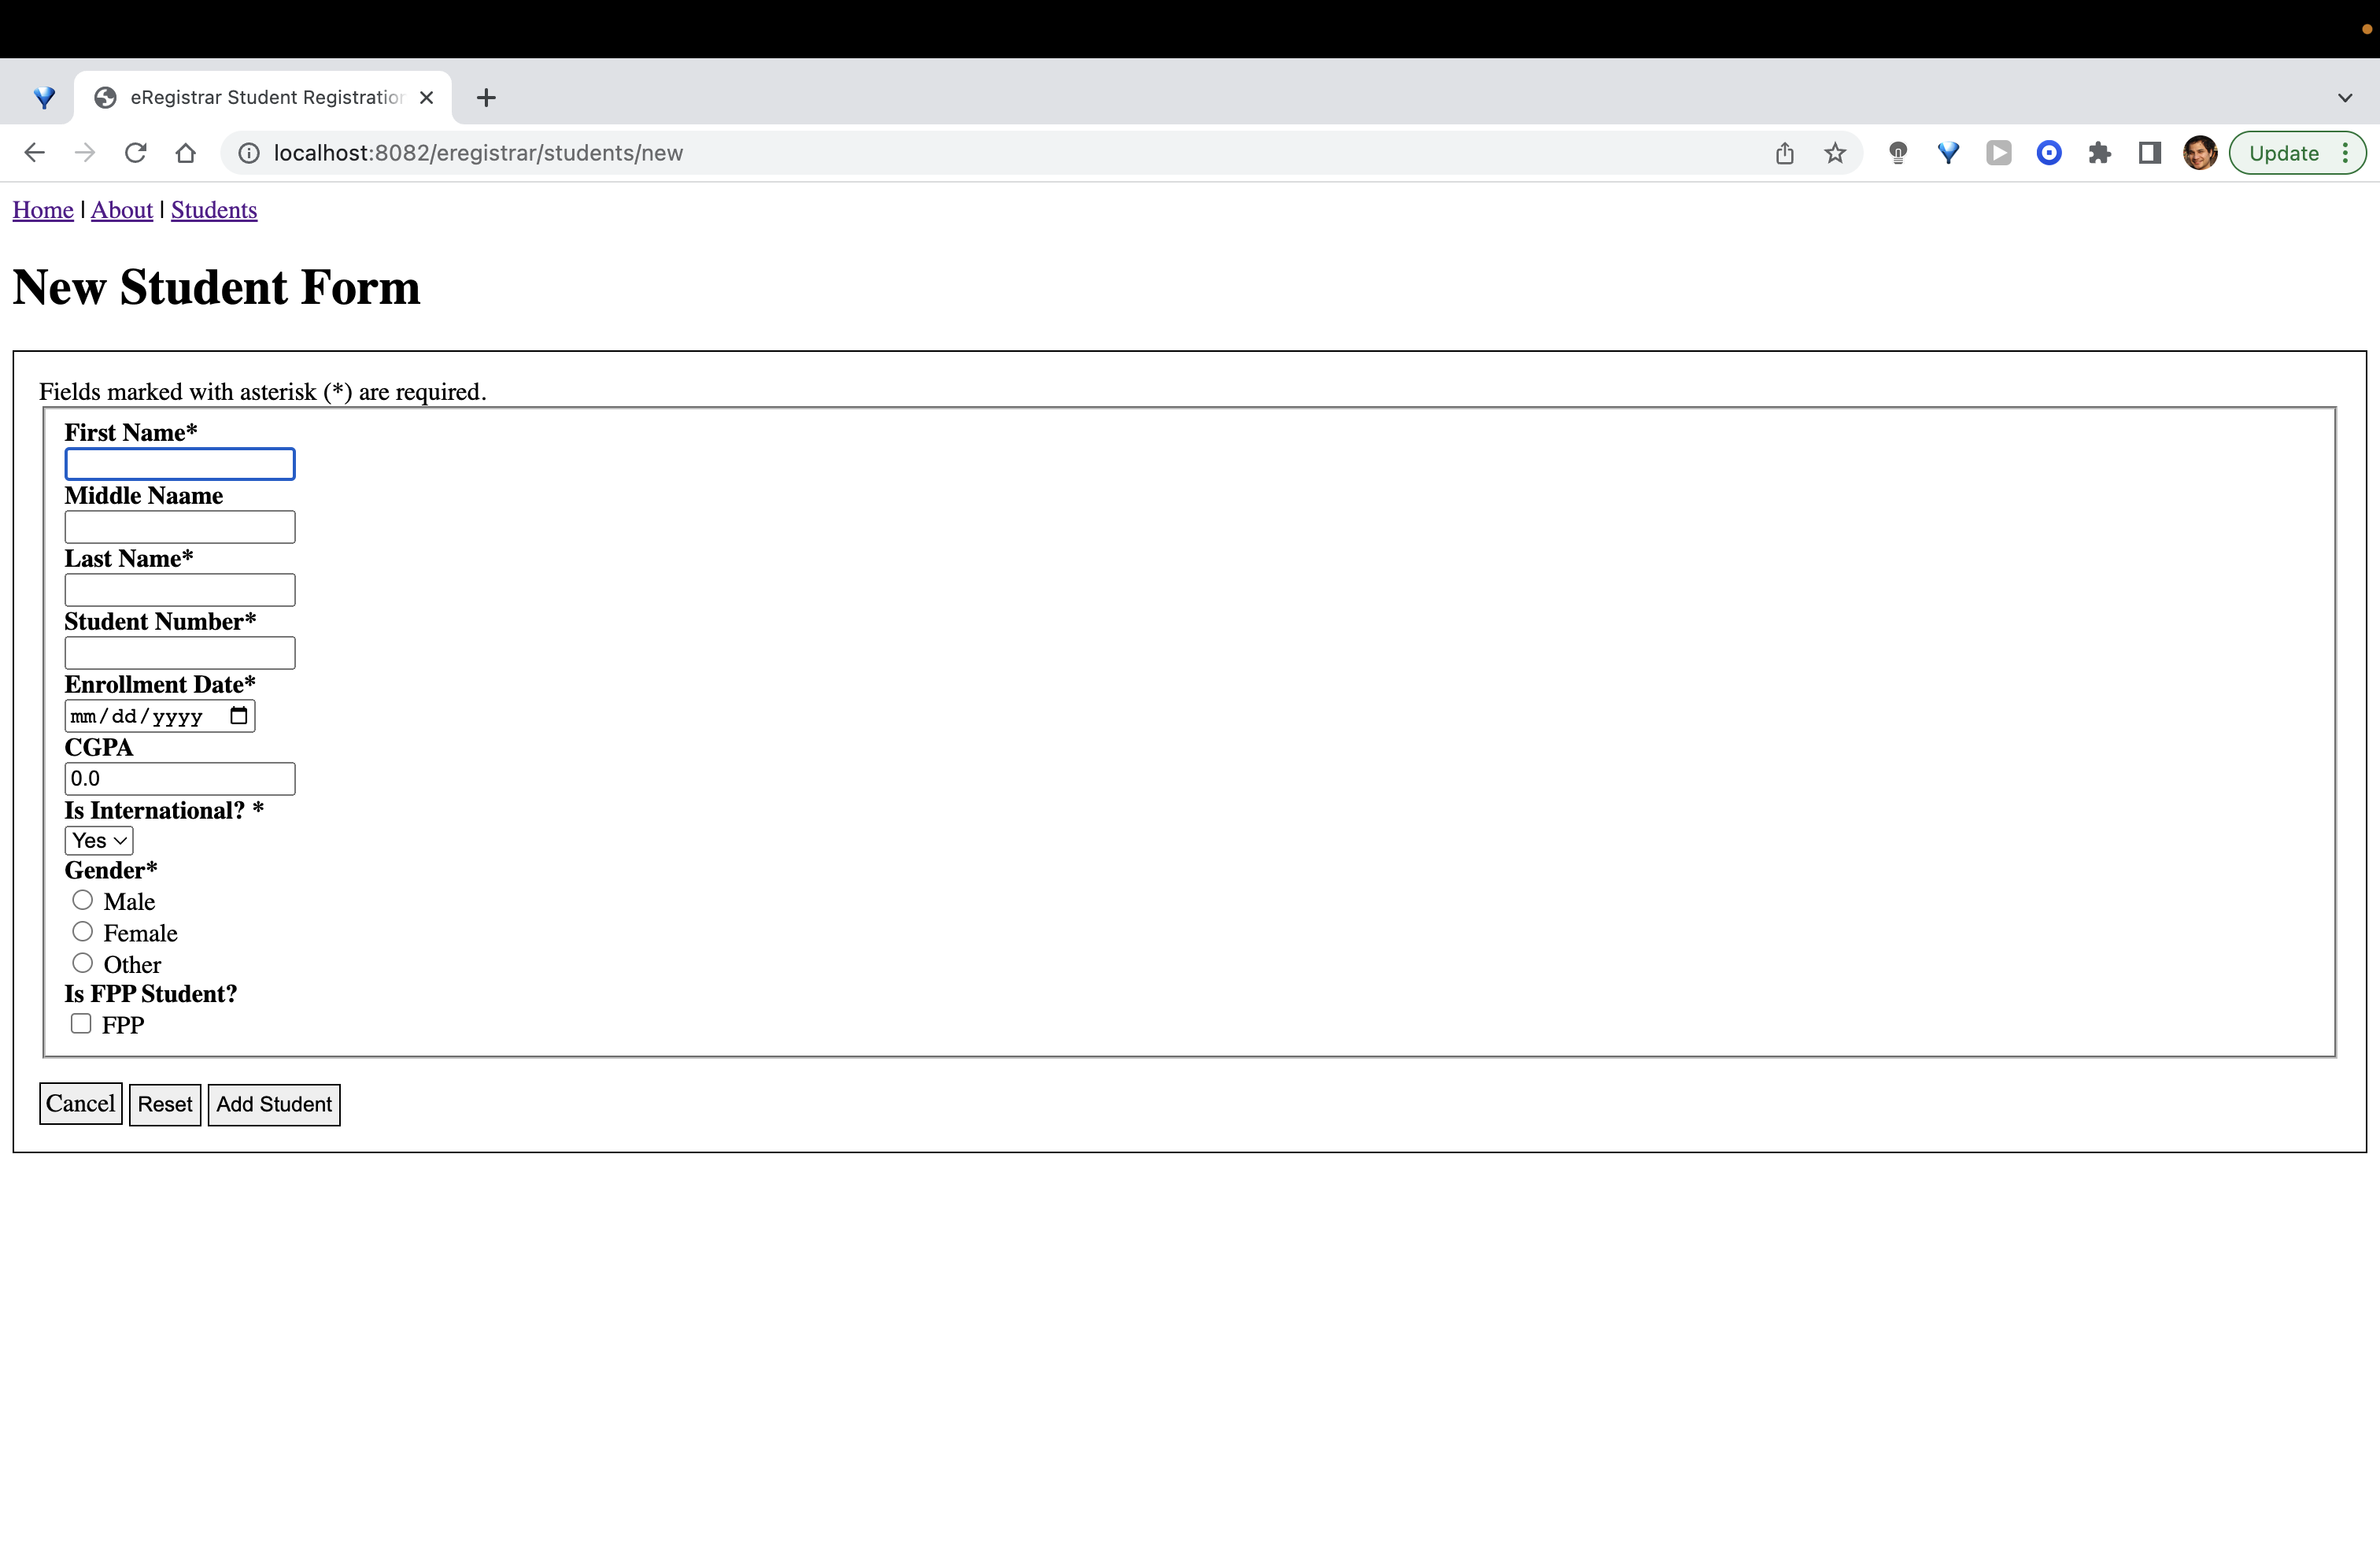 eRegistrar Student Registration
localhost:8082/eregistrar/students/new
Update
Home | About | Students
New Student Form
Fields marked with asterisk (*) are required.
First Name*
Middle Naame
Last Name*
Student Number*
Enrollment Date*
mm/dd/yyyy
CGPA
0.0
Is International? *
Yes
Gender*
Male
Female
Other
Is FPP Student?
FPP
Cancel Reset Add Student